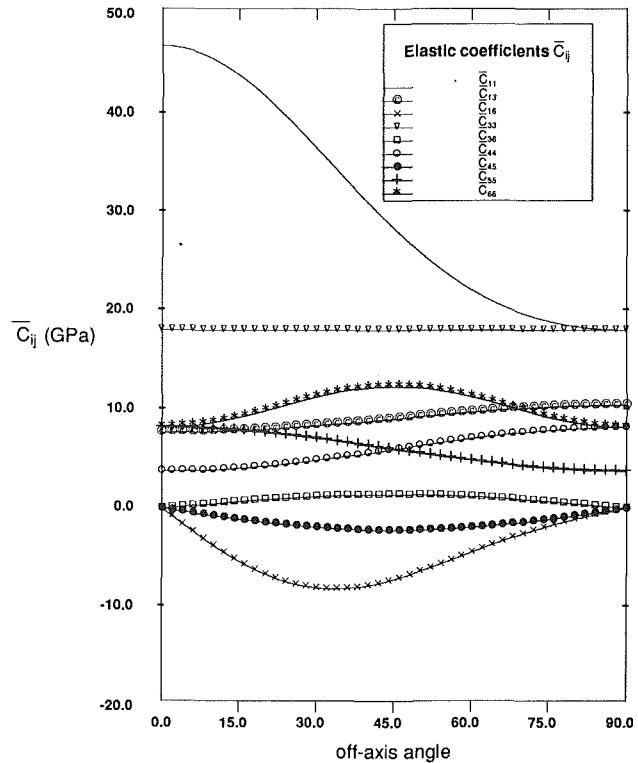 50.0
40.0
30.0
20.0
10.0
0.0
-10.0
-20.0
C̅ij (GPa)
Elastic coefficients C̅ij
C̅11
C̅13
C̅16
C̅33
C̅36
C̅44
C̅45
C̅55
C̅66
0.0 15.0 30.0 45.0 60.0 75.0 90.0
off-axis angle